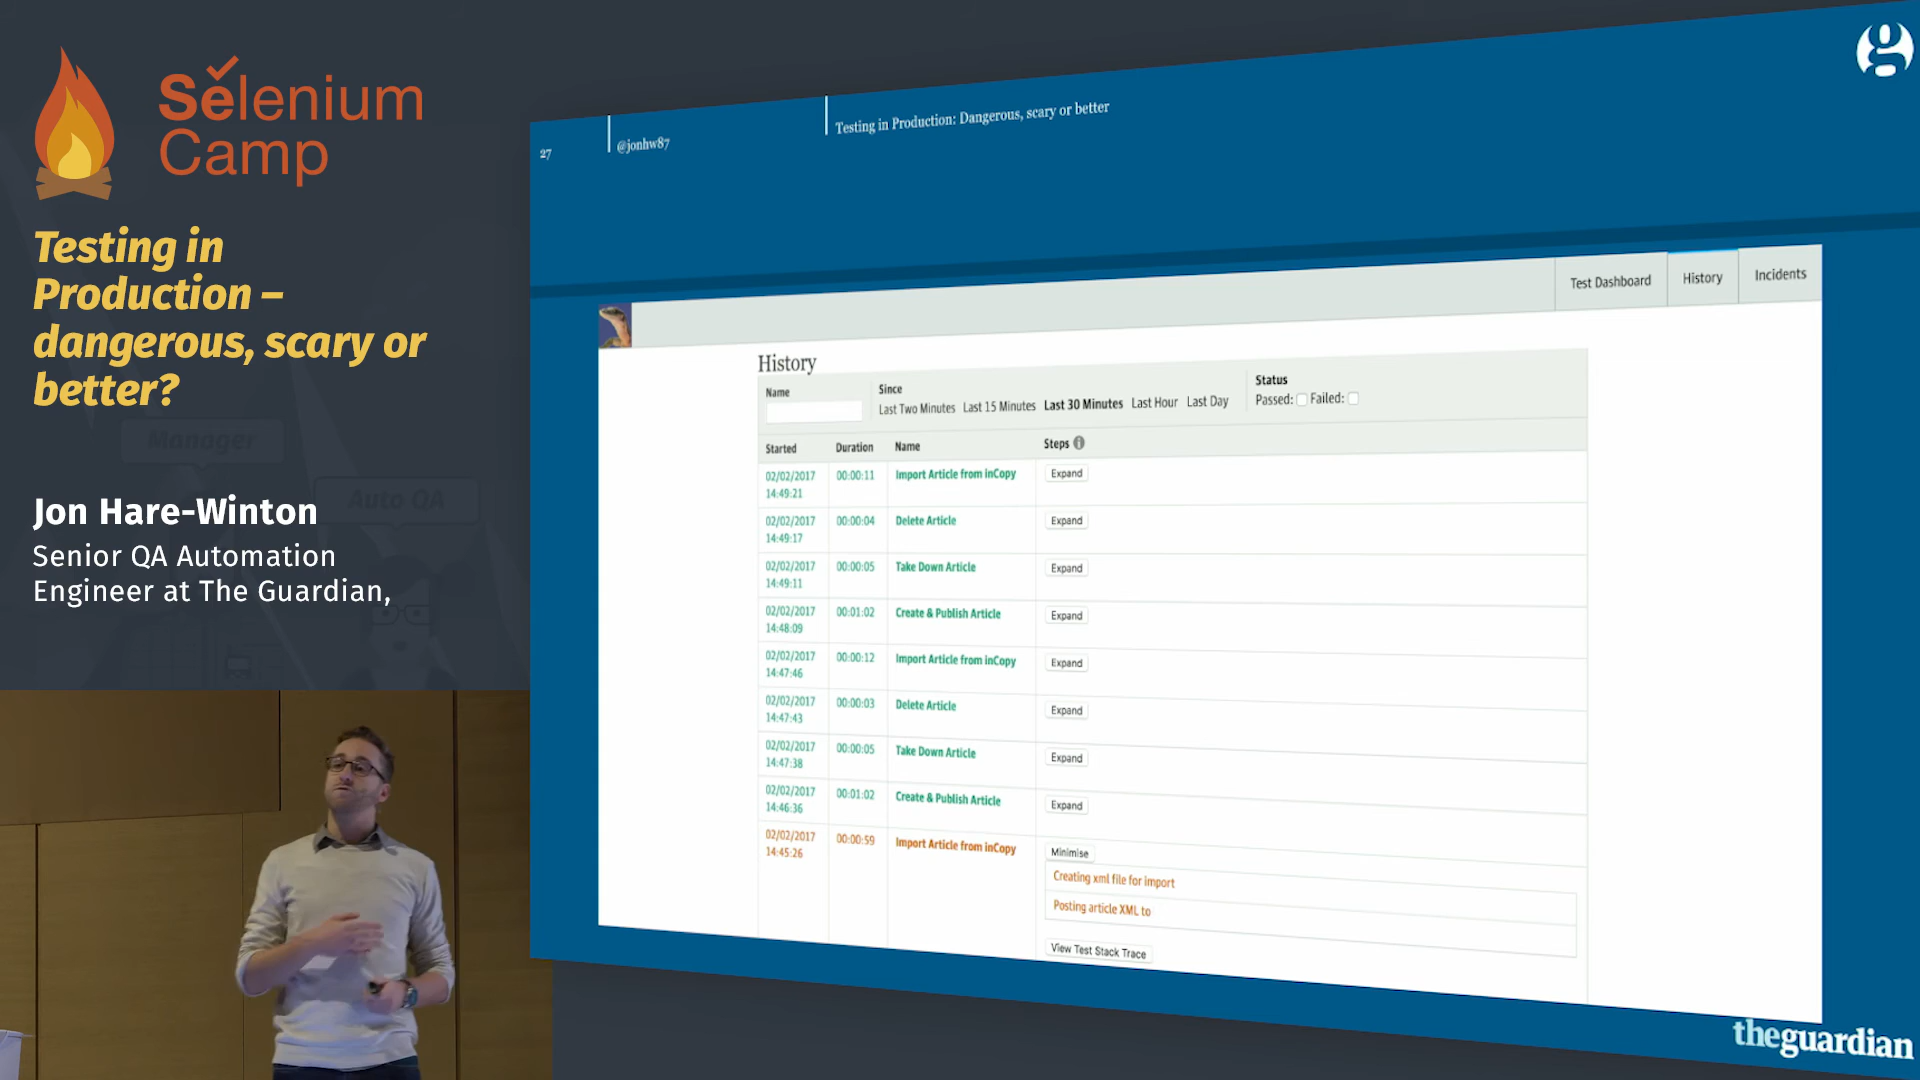 Selenium
Camp
Testing in
Production –
dangerous, scary or
better?
Manager
Auto QA
Jon Hare-Winton
Senior QA Automation
Engineer at The Guardian,
27
@jonhw87
Testing in Production: Dangerous, scary or better
Test Dashboard
History
Incidents
History
Name
Since
Last Two Minutes Last 15 Minutes Last 30 Minutes Last Hour Last Day
Status
Passed: Failed:
Started Duration Name Steps
02/02/2017 00:00:11 Import Article from inCopy Expand
14:49:21
02/02/2017 00:00:04 Delete Article Expand
14:49:17
02/02/2017 00:00:05 Take Down Article Expand
14:49:11
02/02/2017 00:01:02 Create & Publish Article Expand
14:48:09
02/02/2017 00:00:12 Import Article from inCopy Expand
14:47:46
02/02/2017 00:00:03 Delete Article Expand
14:47:43
02/02/2017 00:00:05 Take Down Article Expand
14:47:38
02/02/2017 00:01:02 Create & Publish Article Expand
14:46:36
02/02/2017 00:00:59 Import Article from inCopy Minimise
14:45:26
Creating xml file for import
Posting article XML to
View Test Stack Trace
theguardian